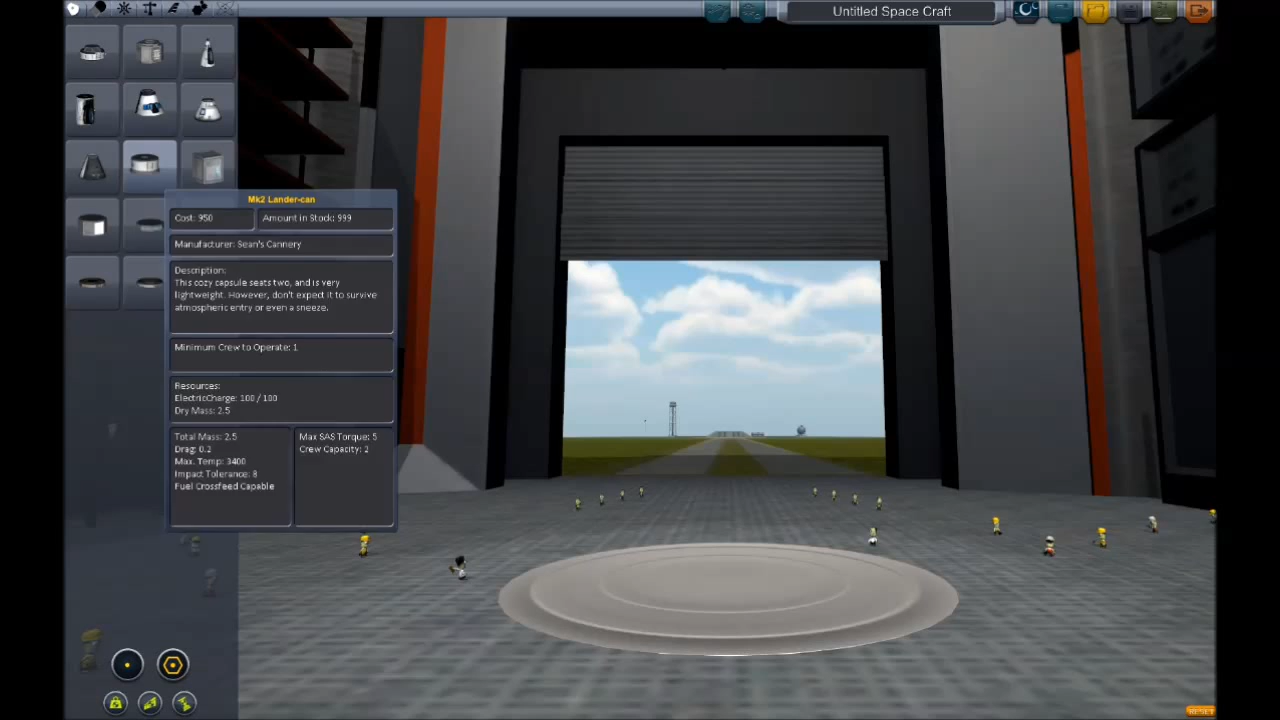 Untitled Space Craft
Mk2 Lander-can
Cost: 950
Amount in Stock: 999
Manufacturer: Sean's Cannery
Description:
This cozy capsule seats two, and is very
lightweight. However, don't expect it to survive
atmospheric entry or even a sneeze.
Minimum Crew to Operate: 1
Resources:
ElectricCharge: 100 / 100
Dry Mass: 2.5
Total Mass: 2.5
Drag: 0.2
Max. Temp: 3400
Impact Tolerance: 8
Fuel Crossfeed Capable
Max SAS Torque: 5
Crew Capacity: 2
RESET